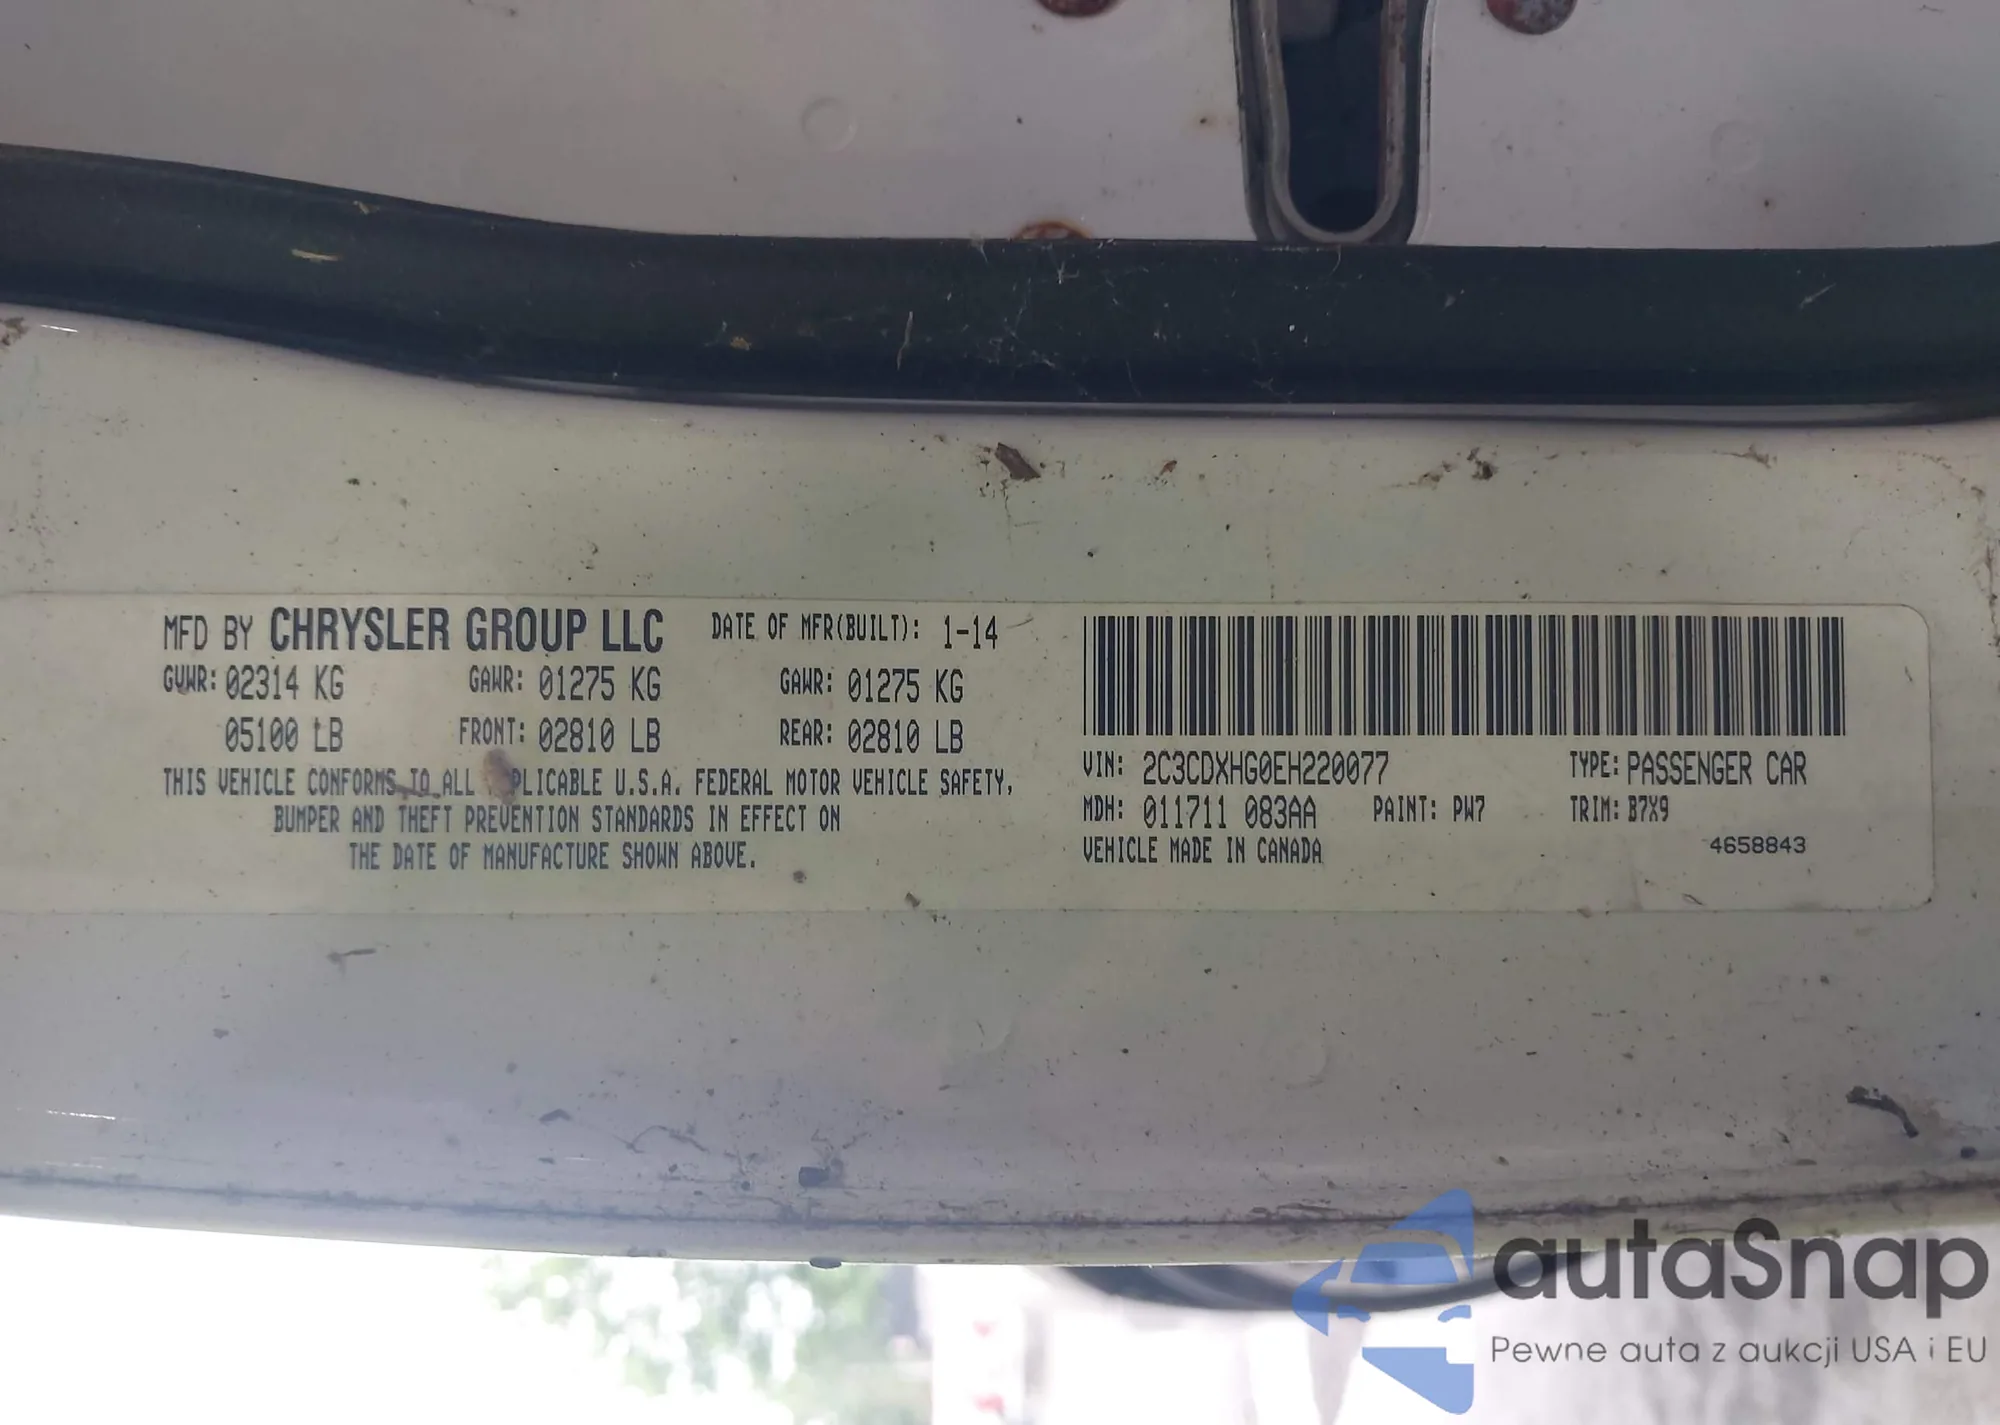 MFD BY CHRYSLER GROUP LLC DATE OF MFR(BUILT): 1-14
GVWR: 02314 KG GAWR: 01275 KG GAWR: 01275 KG
05100 LB FRONT: 02810 LB REAR: 02810 LB
THIS VEHICLE CONFORMS TO ALL PLICABLE U.S.A. FEDERAL MOTOR VEHICLE SAFETY,
BUMPER AND THEFT PREVENTION STANDARDS IN EFFECT ON
THE DATE OF MANUFACTURE SHOWN ABOVE.
VIN: 2C3CDXHG0EH220077 TYPE: PASSENGER CAR
MDH: 011711 083AA PAINT: PW7 TRIM: B7X9
VEHICLE MADE IN CANADA 4658843
autaSnap
Pewne auta z aukcji USA i EU